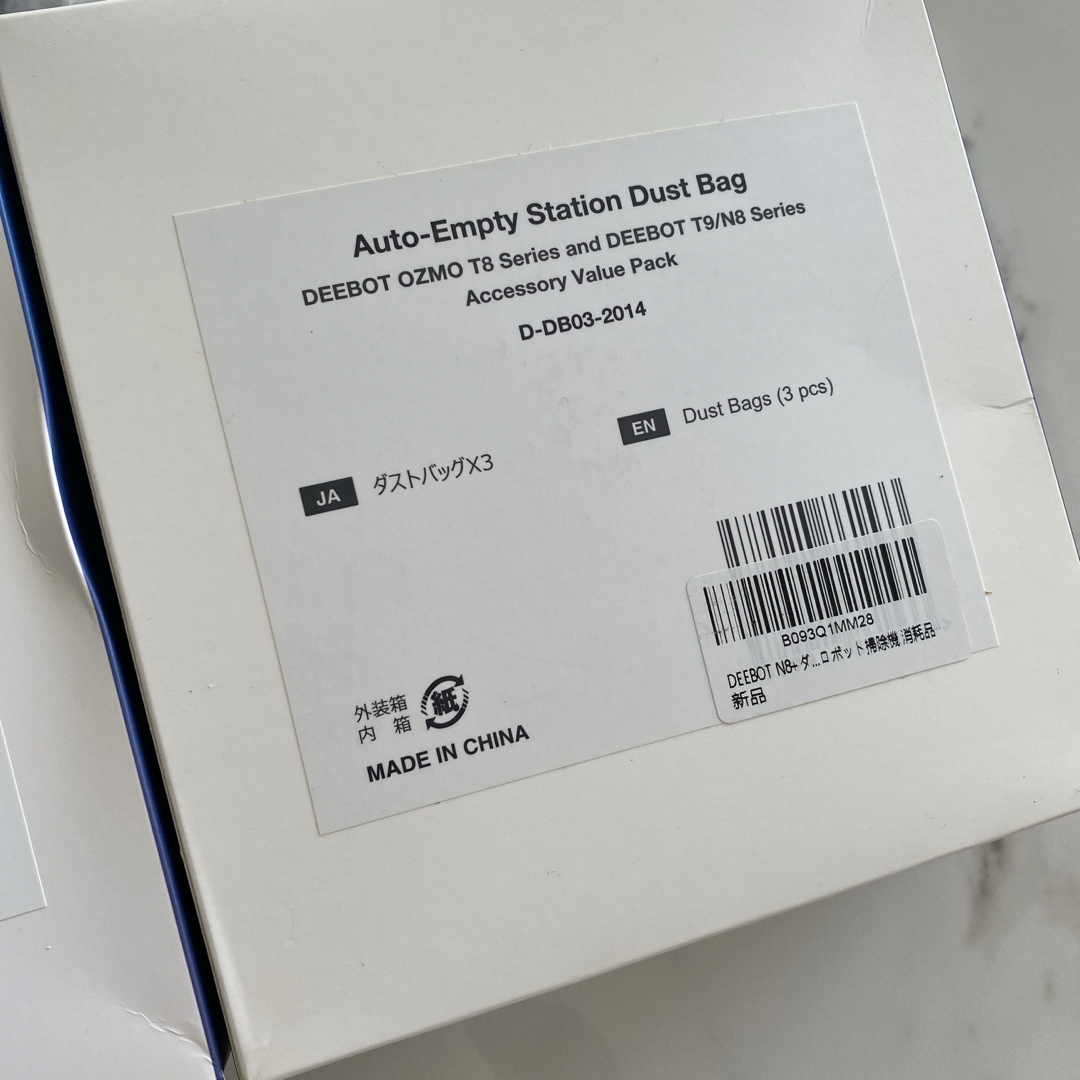 Auto-Empty Station Dust Bag
DEEBOT OZMO T8 Series and DEEBOT T9/N8 Series
Accessory Value Pack
D-DB03-2014
JA ダストバッグX3
EN Dust Bags (3 pcs)
B093Q1MM28
DEEBOT N8+ ダ...ロボット掃除機 消耗品
新品
外装箱
内 箱
紙
MADE IN CHINA